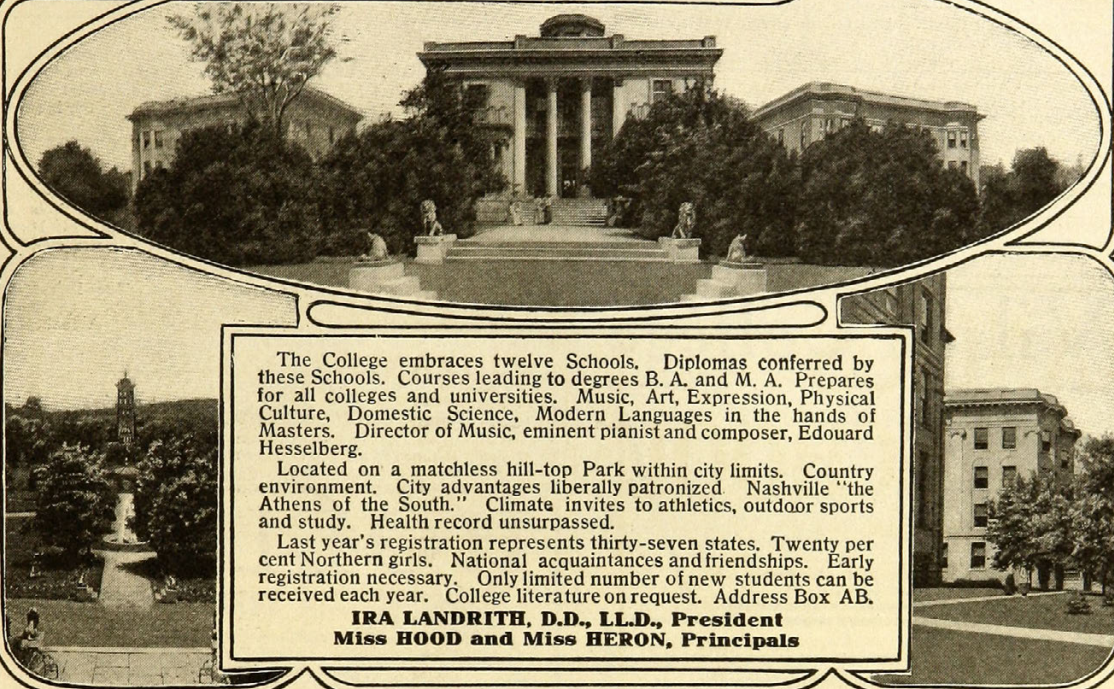 The College embraces twelve Schools. Diplomas conferred by
these Schools. Courses leading to degrees B. A. and M. A. Prepares
for all colleges and universities. Music, Art, Expression, Physical
Culture, Domestic Science, Modern Languages in the hands of
Masters. Director of Music, eminent pianist and composer, Edouard
Hesselberg.
Located on a matchless hill-top Park within city limits. Country
environment. City advantages liberally patronized Nashville "the
Athens of the South." Climate invites to athletics, outdoor sports
and study. Health record unsurpassed.
Last year's registration represents thirty-seven states. Twenty per
cent Northern girls. National acquaintances and friendships. Early
registration necessary. Only limited number of new students can be
received each year. College literature on request. Address Box AB.
IRA LANDRITH, D.D., LL.D., President
Miss HOOD and Miss HERON, Principals